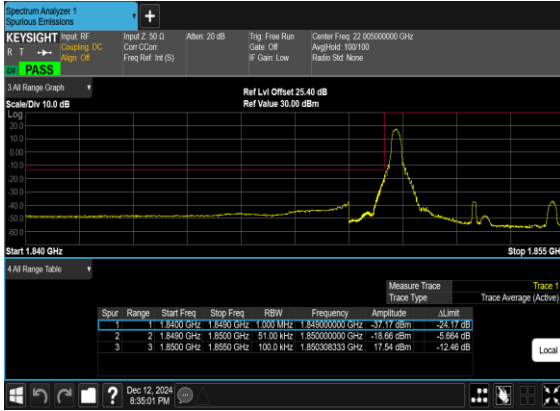 Spectrum Analyzer 1
Spurious Emissions
KEYSIGHT Input: RF Input Z: 50 Ω Atten: 20 dB Trig: Free Run Center Freq: 22.005000000 GHz
R T Coupling: DC Corr CCorr Gate: Off Avg|Hold: 100/100
Align: Off Freq Ref: Int (S) IF Gain: Low Radio Std: None
PASS
3 All Range Graph
Ref Lvl Offset 25.40 dB
Scale/Div 10.0 dB Ref Value 30.00 dBm
Log
20.0
10.0
0.00
-10.0
-20.0
-30.0
-40.0
-50.0
-60.0
Start 1.840 GHz Stop 1.855 GH
4 All Range Table
Measure Trace Trace 1
Trace Type Trace Average (Active)
Spur Range Start Freq Stop Freq RBW Frequency Amplitude ΔLimit
1 1 1.8400 GHz 1.8490 GHz 1.000 MHz 1.849000000 GHz -37.17 dBm -24.17 dB
2 2 1.8490 GHz 1.8500 GHz 51.00 kHz 1.850000000 GHz -18.66 dBm -5.664 dB
3 3 1.8500 GHz 1.8550 GHz 100.0 kHz 1.850308333 GHz 17.54 dBm -12.46 dB
Local
?
Dec 12, 2024
8:35:01 PM